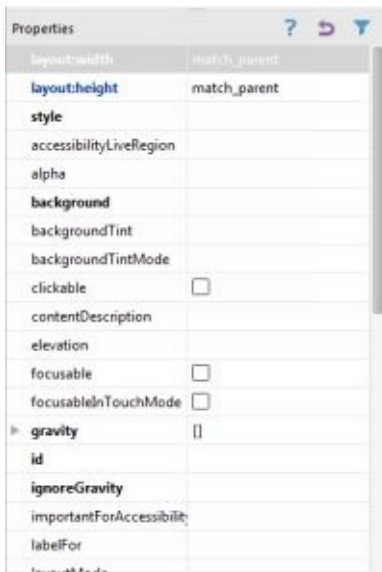 Properties ?
layout:width match_parent
layout:height match_parent
style
accessibilityLiveRegion
alpha
background
backgroundTint
backgroundTintMode
clickable
contentDescription
elevation
focusable
focusableInTouchMode
gravity []
id
ignoreGravity
importantForAccessibility
labelFor
layoutMode